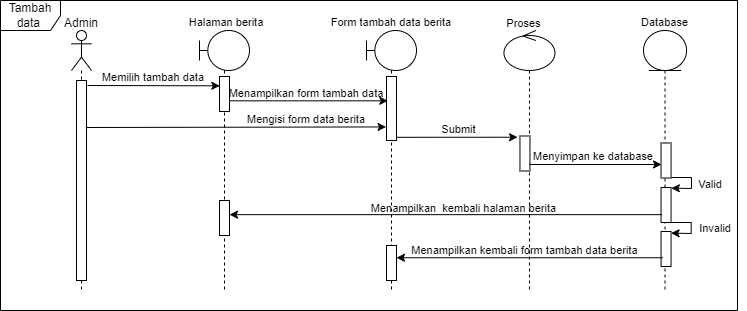 Tambah
data
Admin
Halaman berita
Form tambah data berita
Proses
Database
Memilih tambah data
Menampilkan form tambah data
Mengisi form data berita
Submit
Menyimpan ke database
Valid
Menampilkan  kembali halaman berita
Invalid
Menampilkan kembali form tambah data berita